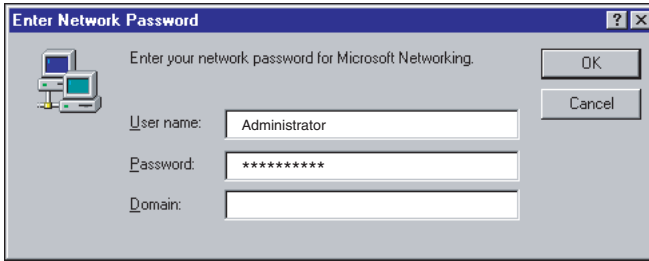 Enter Network Password
Enter your network password for Microsoft Networking.
OK
Cancel
User name: Administrator
Password: **********
Domain: